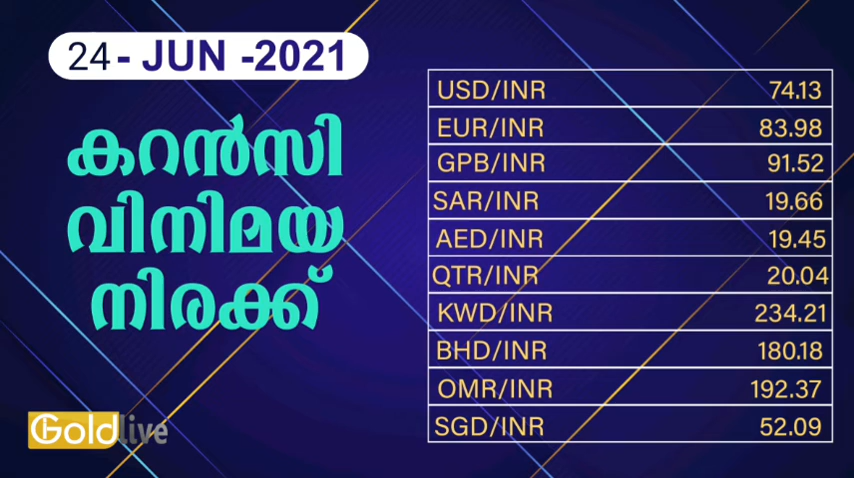 24- JUN -2021
കറൻസി
വിനിമയ
നിരക്ക്
USD/INR 74.13
EUR/INR 83.98
GPB/INR 91.52
SAR/INR 19.66
AED/INR 19.45
QTR/INR 20.04
KWD/INR 234.21
BHD/INR 180.18
OMR/INR 192.37
SGD/INR 52.09
Goldlive